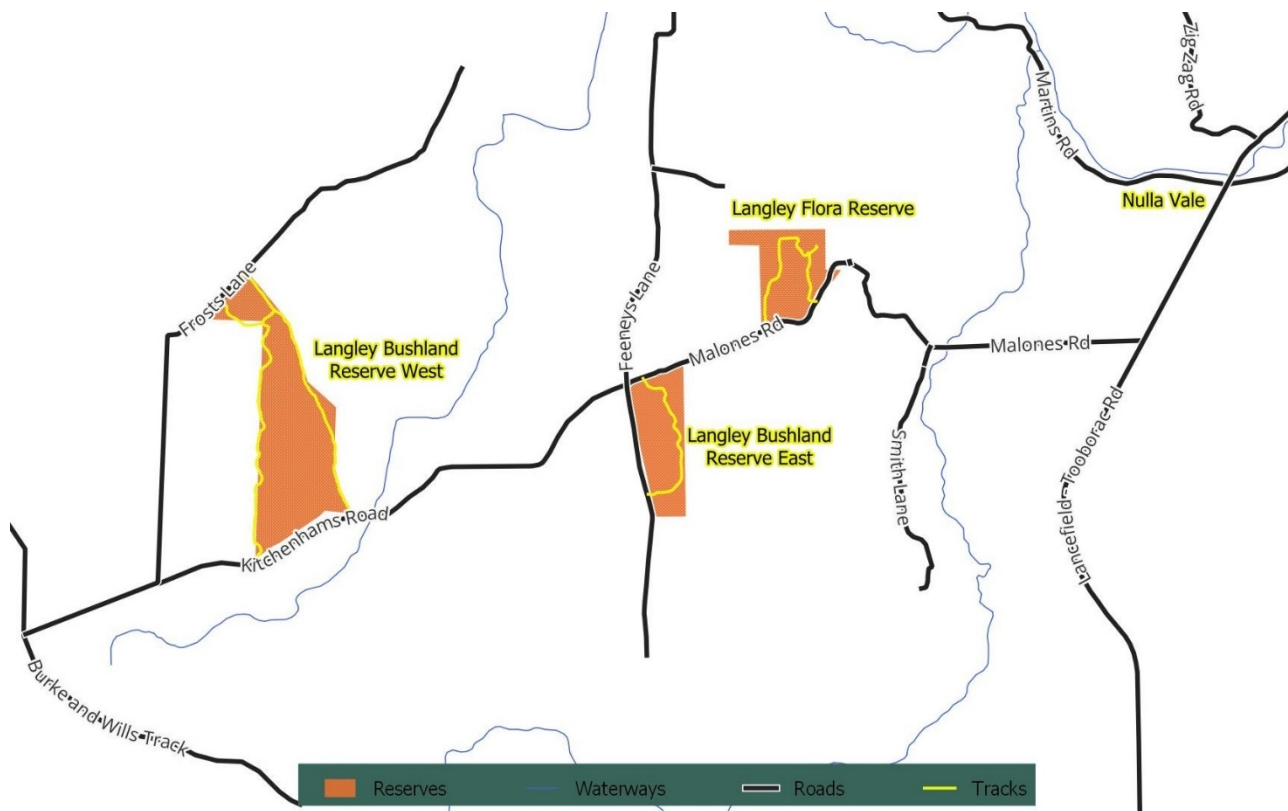 Zig Zag Rd
Martins Rd
Nulla Vale
Langley Flora Reserve
Frosts Lane
Feeneys Lane
Malones Rd
Malones Rd
Langley Bushland
Reserve West
Langley Bushland
Reserve East
Smith Lane
Lancefield - Tooborac Rd
Kitchenhams Road
Burke and Wills Track
Reserves
Waterways
Roads
Tracks